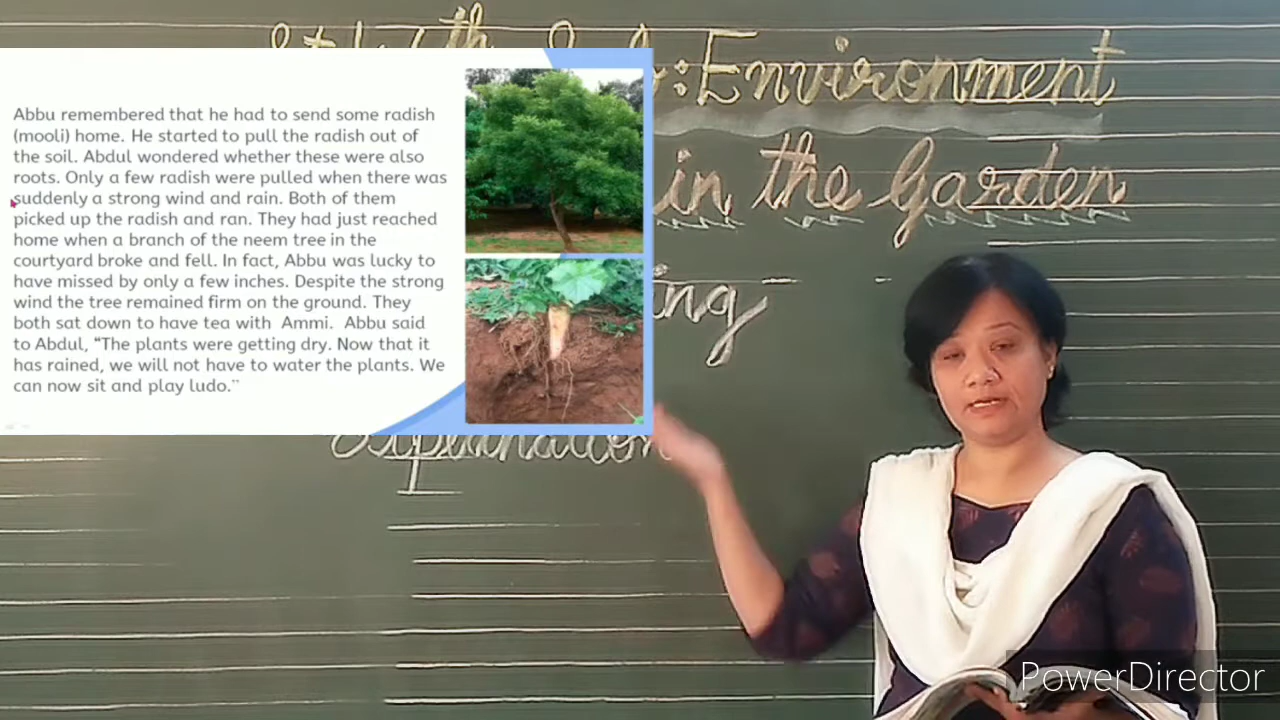 :Environment
in the Garden
Abbu remembered that he had to send some radish
(mooli) home. He started to pull the radish out of
the soil. Abdul wondered whether these were also
roots. Only a few radish were pulled when there was
suddenly a strong wind and rain. Both of them
picked up the radish and ran. They had just reached
home when a branch of the neem tree in the
courtyard broke and fell. In fact, Abbu was lucky to
have missed by only a few inches. Despite the strong
wind the tree remained firm on the ground. They
both sat down to have tea with Ammi. Abbu said
to Abdul, “The plants were getting dry. Now that it
has rained, we will not have to water the plants. We
can now sit and play ludo.”
Explanation
PowerDirector